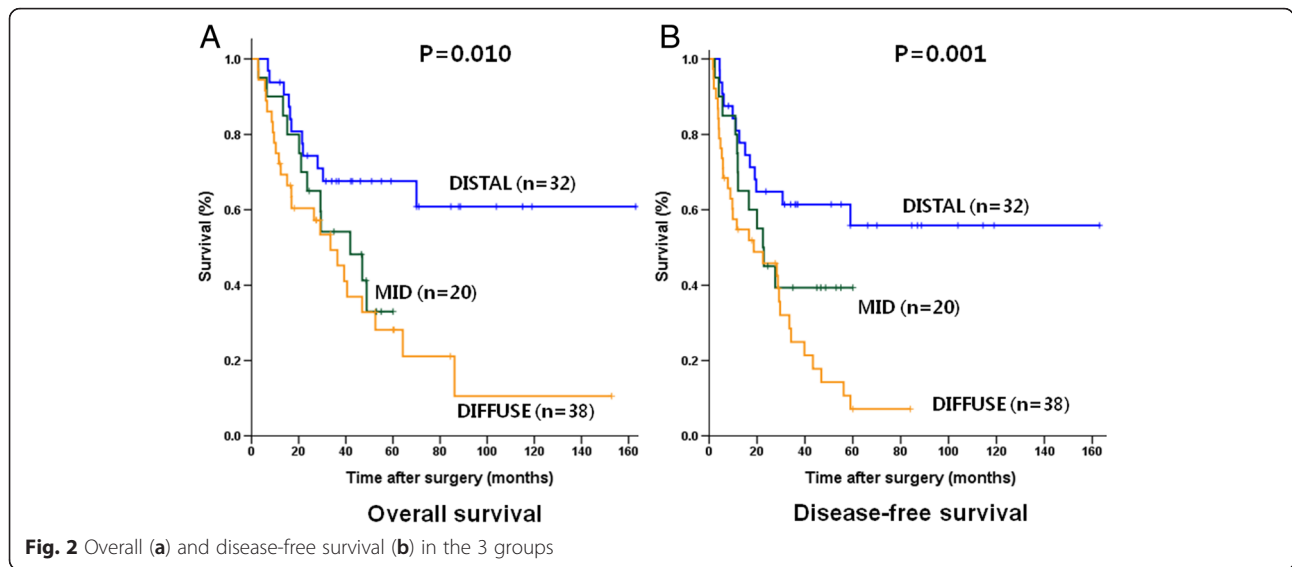 A
P=0.010
Survival (%)
1.0
0.8
0.6
0.4
0.2
0.0
DISTAL (n=32)
MID (n=20)
DIFFUSE (n=38)
0 20 40 60 80 100 120 140 160
Time after surgery (months)
Overall survival
B
P=0.001
Survival (%)
1.0
0.8
0.6
0.4
0.2
0.0
DISTAL (n=32)
MID (n=20)
DIFFUSE (n=38)
0 20 40 60 80 100 120 140 160
Time after surgery (months)
Disease-free survival
Fig. 2 Overall (a) and disease-free survival (b) in the 3 groups